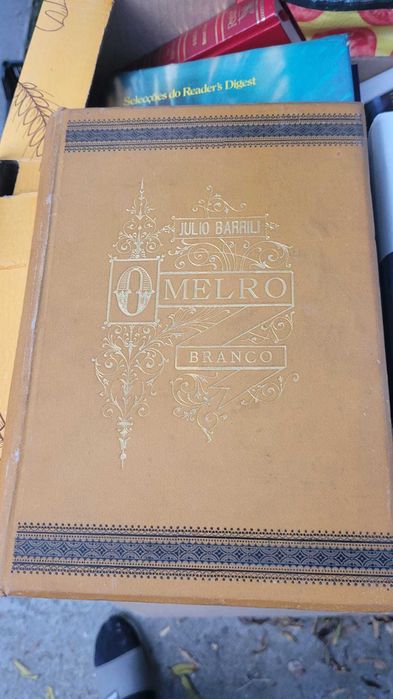 Selecções do Reader's Digest
JULIO BARRILI
O MELRO
BRANCO